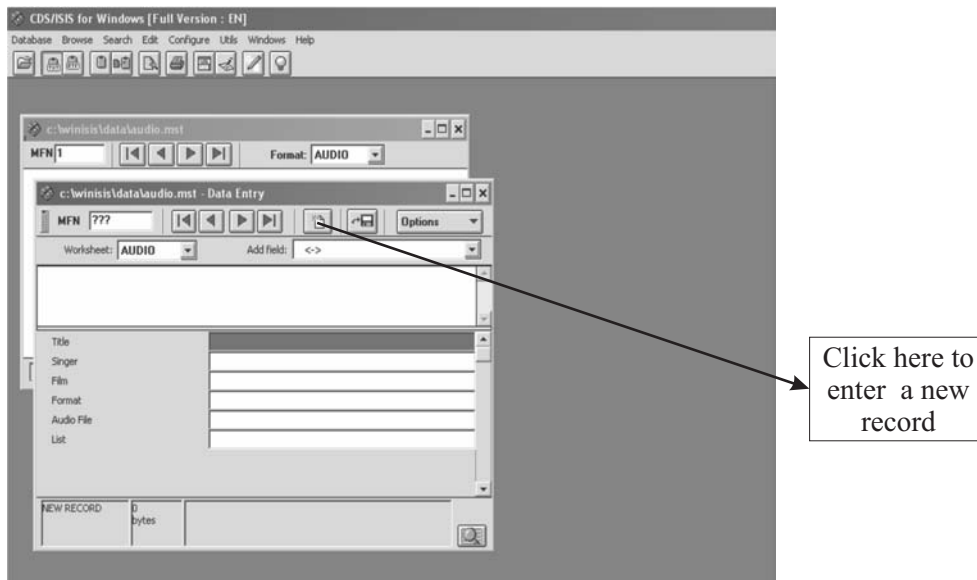 CDS/ISIS for Windows [Full Version : EN]
Database Browse Search Edit Configure Utils Windows Help
c:\winisis\data\audio.mst
MFN 1 Format: AUDIO
c:\winisis\data\audio.mst - Data Entry
MFN ??? Options
Worksheet: AUDIO Add field: <->
Title
Singer
Film
Format
Audio File
List
NEW RECORD 0
bytes
Click here to
enter a new
record